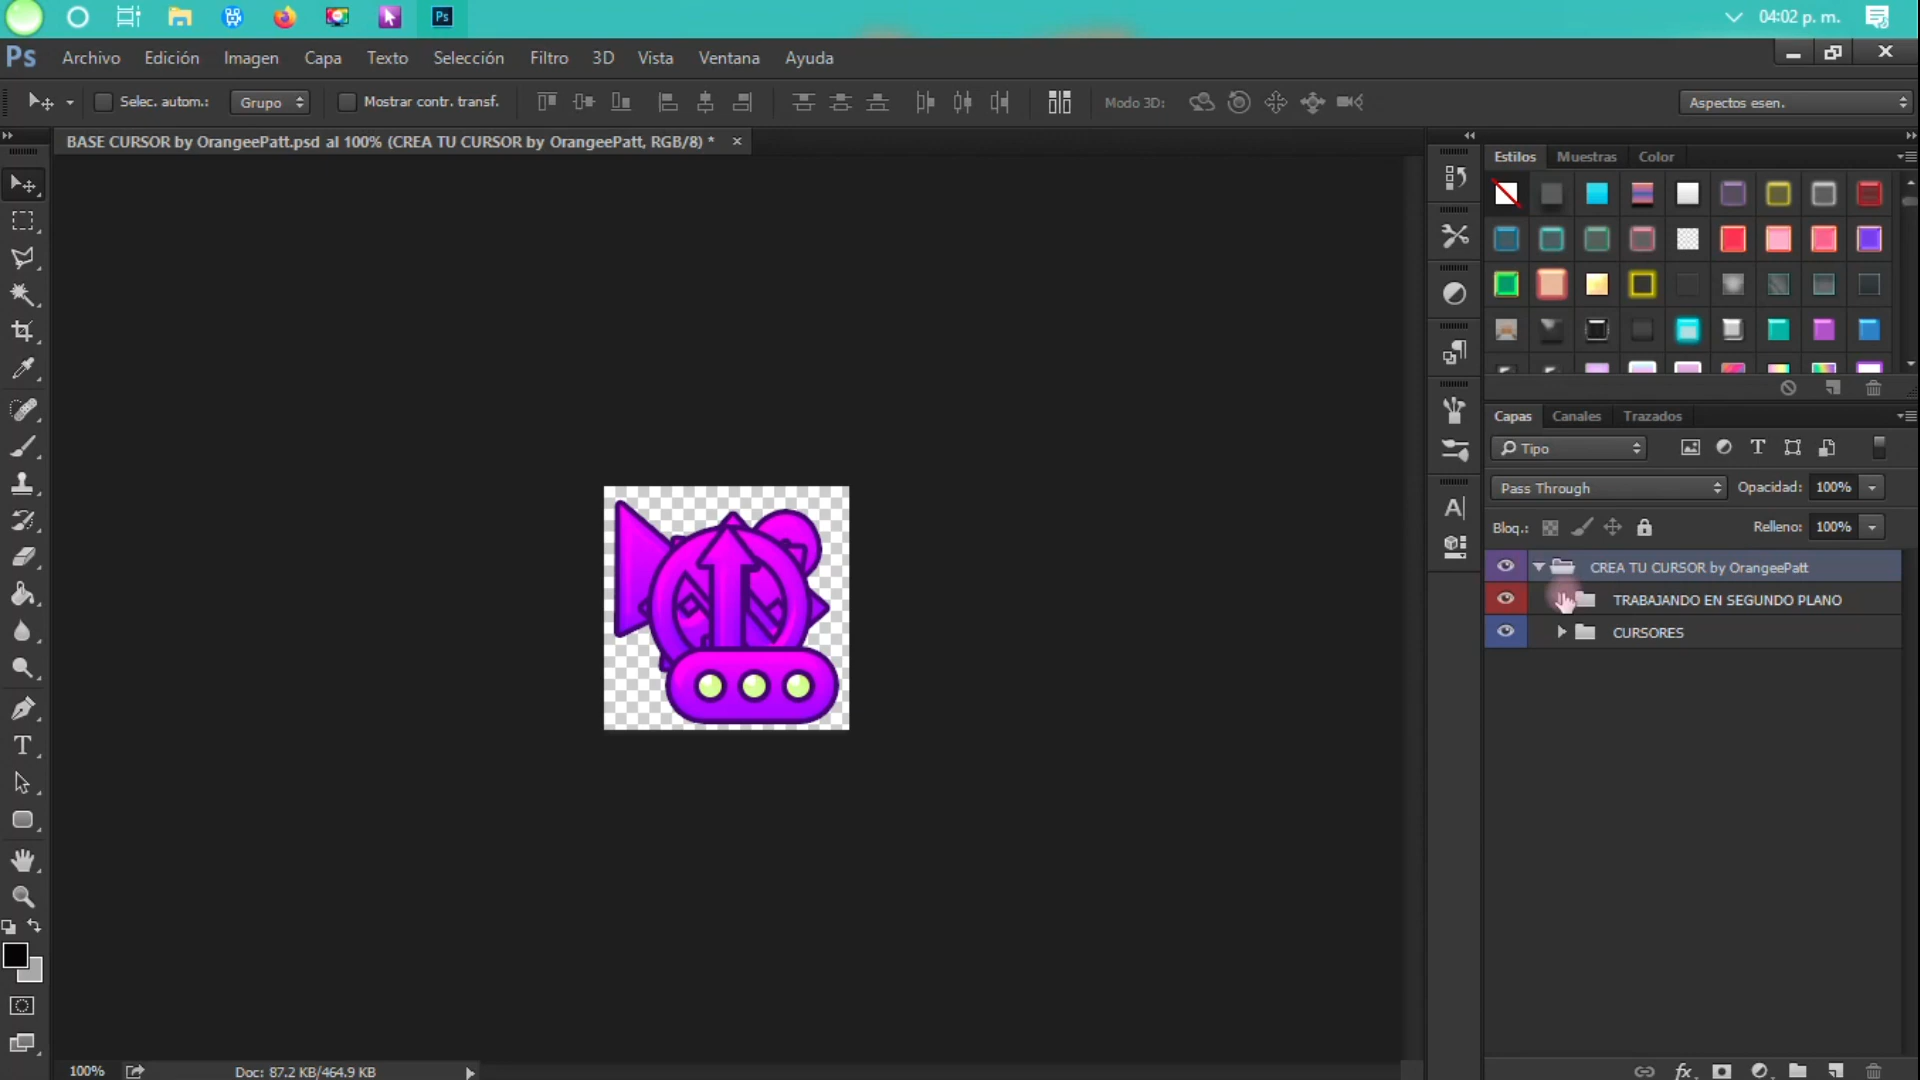 Ps
04:02 p. m.
Ps Archivo Edición Imagen Capa Texto Selección Filtro 3D Vista Ventana Ayuda
Selec. autom.: Grupo Mostrar contr. transf. Modo 3D: Aspectos esen.
BASE CURSOR by OrangeePatt.psd al 100% (CREA TU CURSOR by OrangeePatt, RGB/8) *
Estilos Muestras Color
Capas Canales Trazados
Tipo
Pass Through Opacidad: 100%
Bloq.: Relleno: 100%
CREA TU CURSOR by OrangeePatt
TRABAJANDO EN SEGUNDO PLANO
CURSORES
100% Doc: 87.2 KB/464.9 KB
fx